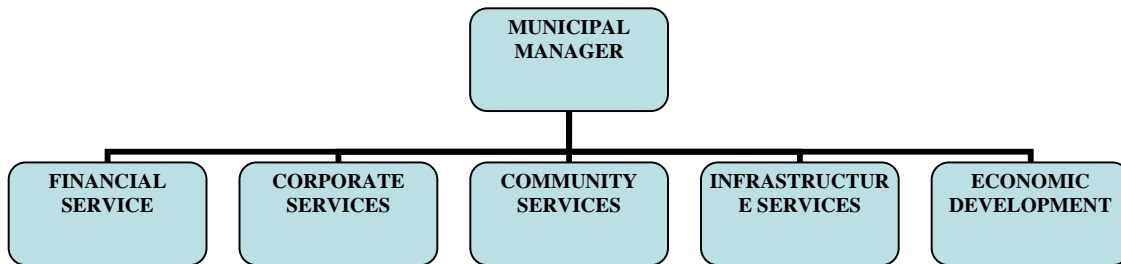 MUNICIPAL
MANAGER
FINANCIAL
SERVICE
CORPORATE
SERVICES
COMMUNITY
SERVICES
INFRASTRUCTUR
E SERVICES
ECONOMIC
DEVELOPMENT